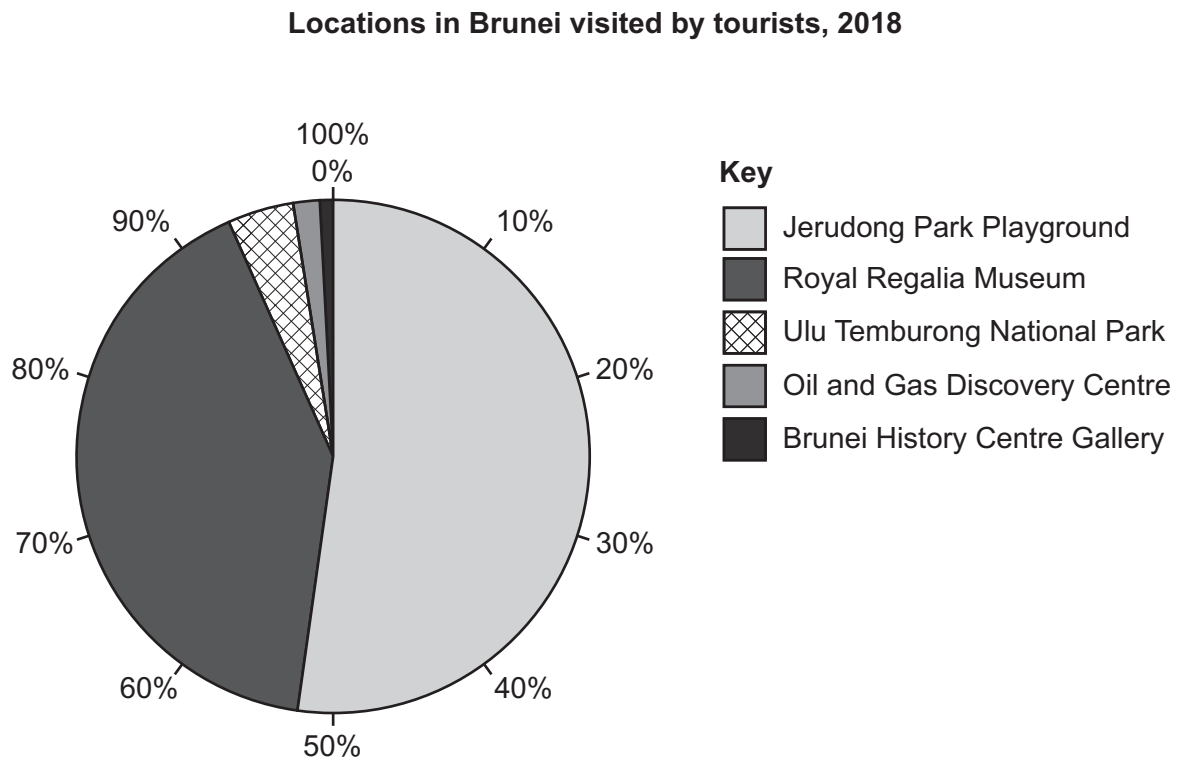 Locations in Brunei visited by tourists, 2018
100%
0%
10%
20%
30%
40%
50%
60%
70%
80%
90%
Key
Jerudong Park Playground
Royal Regalia Museum
Ulu Temburong National Park
Oil and Gas Discovery Centre
Brunei History Centre Gallery